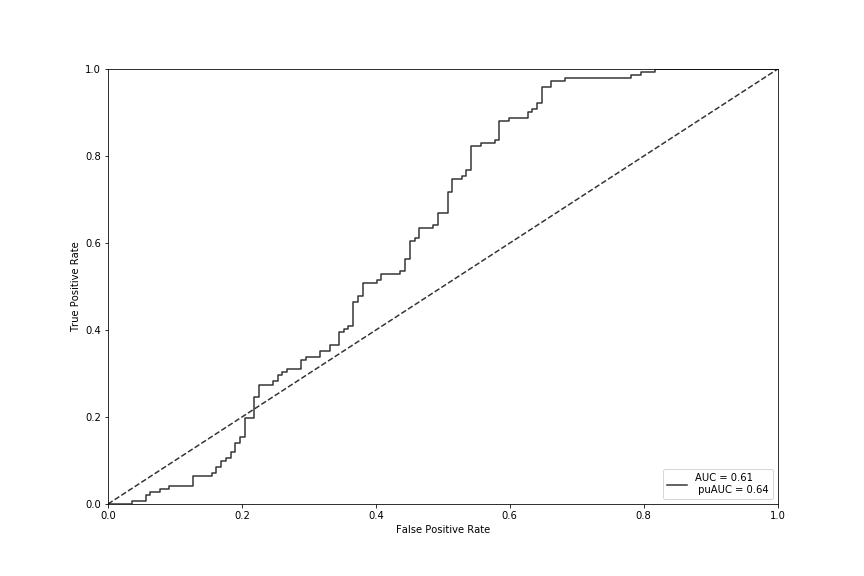 1.0
0.8
0.6
0.4
0.2
0.0
True Positive Rate
AUC = 0.61
puAUC = 0.64
0.0 0.2 0.4 0.6 0.8 1.0
False Positive Rate